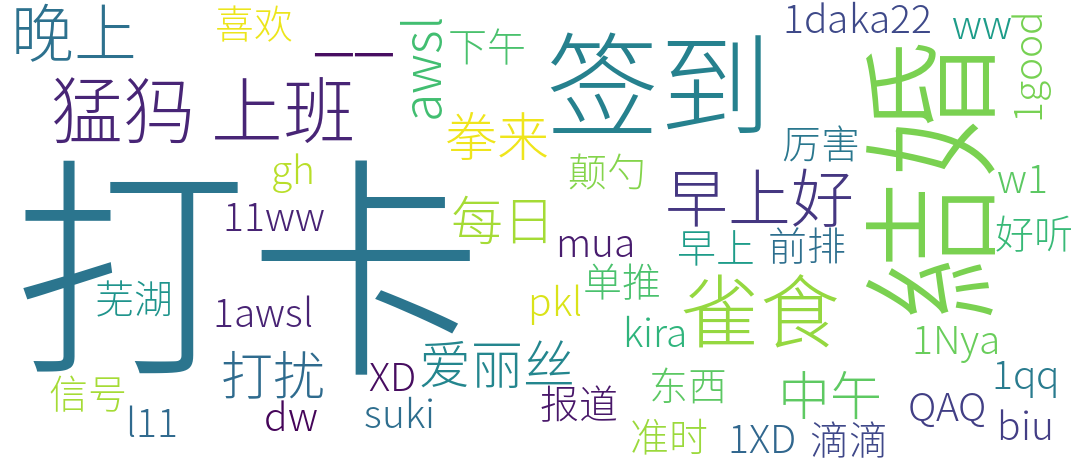 晚上
喜欢
一一
awsl
下午
签到
1daka22
ww
1good
猛犸
上班
拳来
颠勺
厉害
結婚
w1
gh
11ww
每日
早上好
mua
早上
前排
好听
打卡
芜湖
1awsl
pkl
单推
雀食
kira
1Nya
打扰
XD
爱丽丝
信号
l11
dw
suki
报道
东西
准时
中午
1XD
滴滴
QAQ
1qq
biu